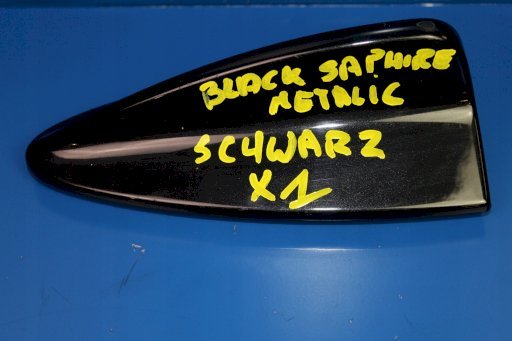 BLACK SAPHIRE
METALIC
SCHWARZ
X1